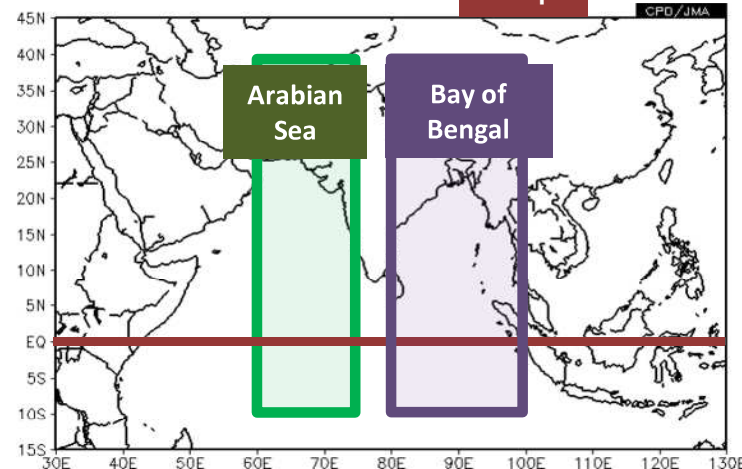 CPD/JMA
45N
40N
35N
30N
25N
20N
15N
10N
5N
EQ
5S
10S
15S
Arabian
Sea
Bay of
Bengal
30E 40E 50E 60E 70E 80E 90E 100E 110E 120E 130E